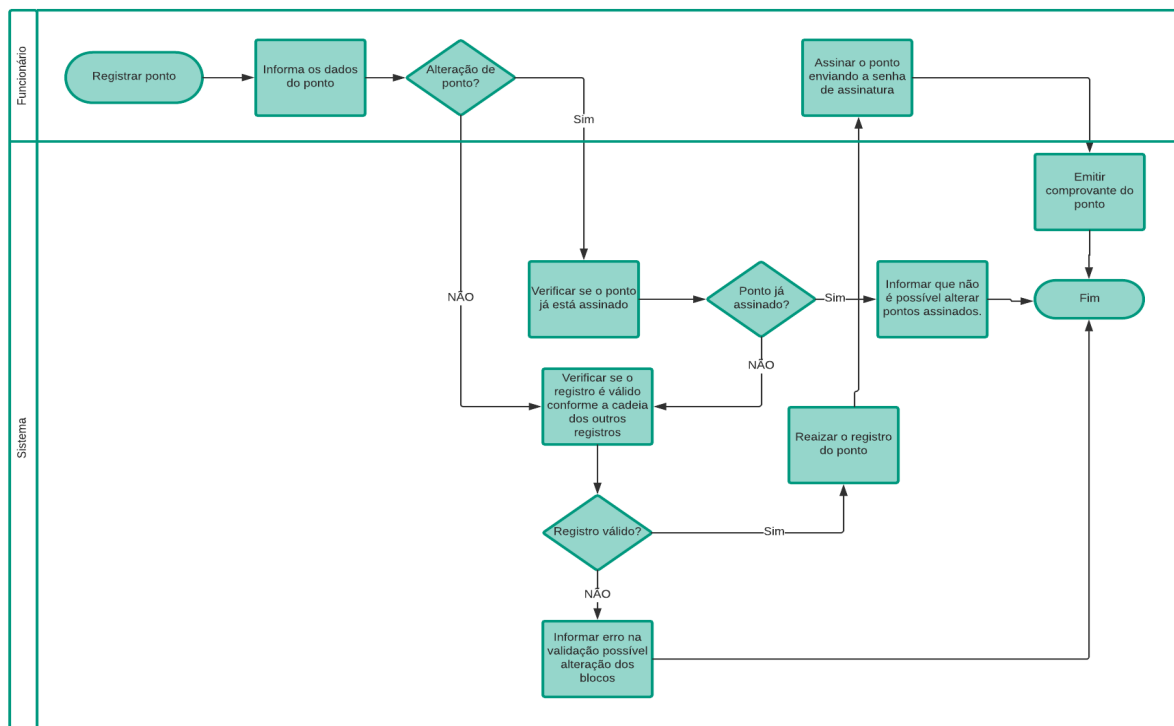 Funcionário
Registrar ponto
Informa os dados
do ponto
Alteração de
ponto?
Sim
NÃO
Assinar o ponto
enviando a senha
de assinatura
Sistema
Emitir
comprovante do
ponto
Verificar se o ponto
já está assinado
Ponto já
assinado?
Sim
NÃO
Informar que não
é possível alterar
pontos assinados.
Fim
Verificar se o
registro é válido
conforme a cadeia
dos outros
registros
Reaizar o registro
do ponto
Registro válido?
Sim
NÃO
Informar erro na
validação possível
alteração dos
blocos